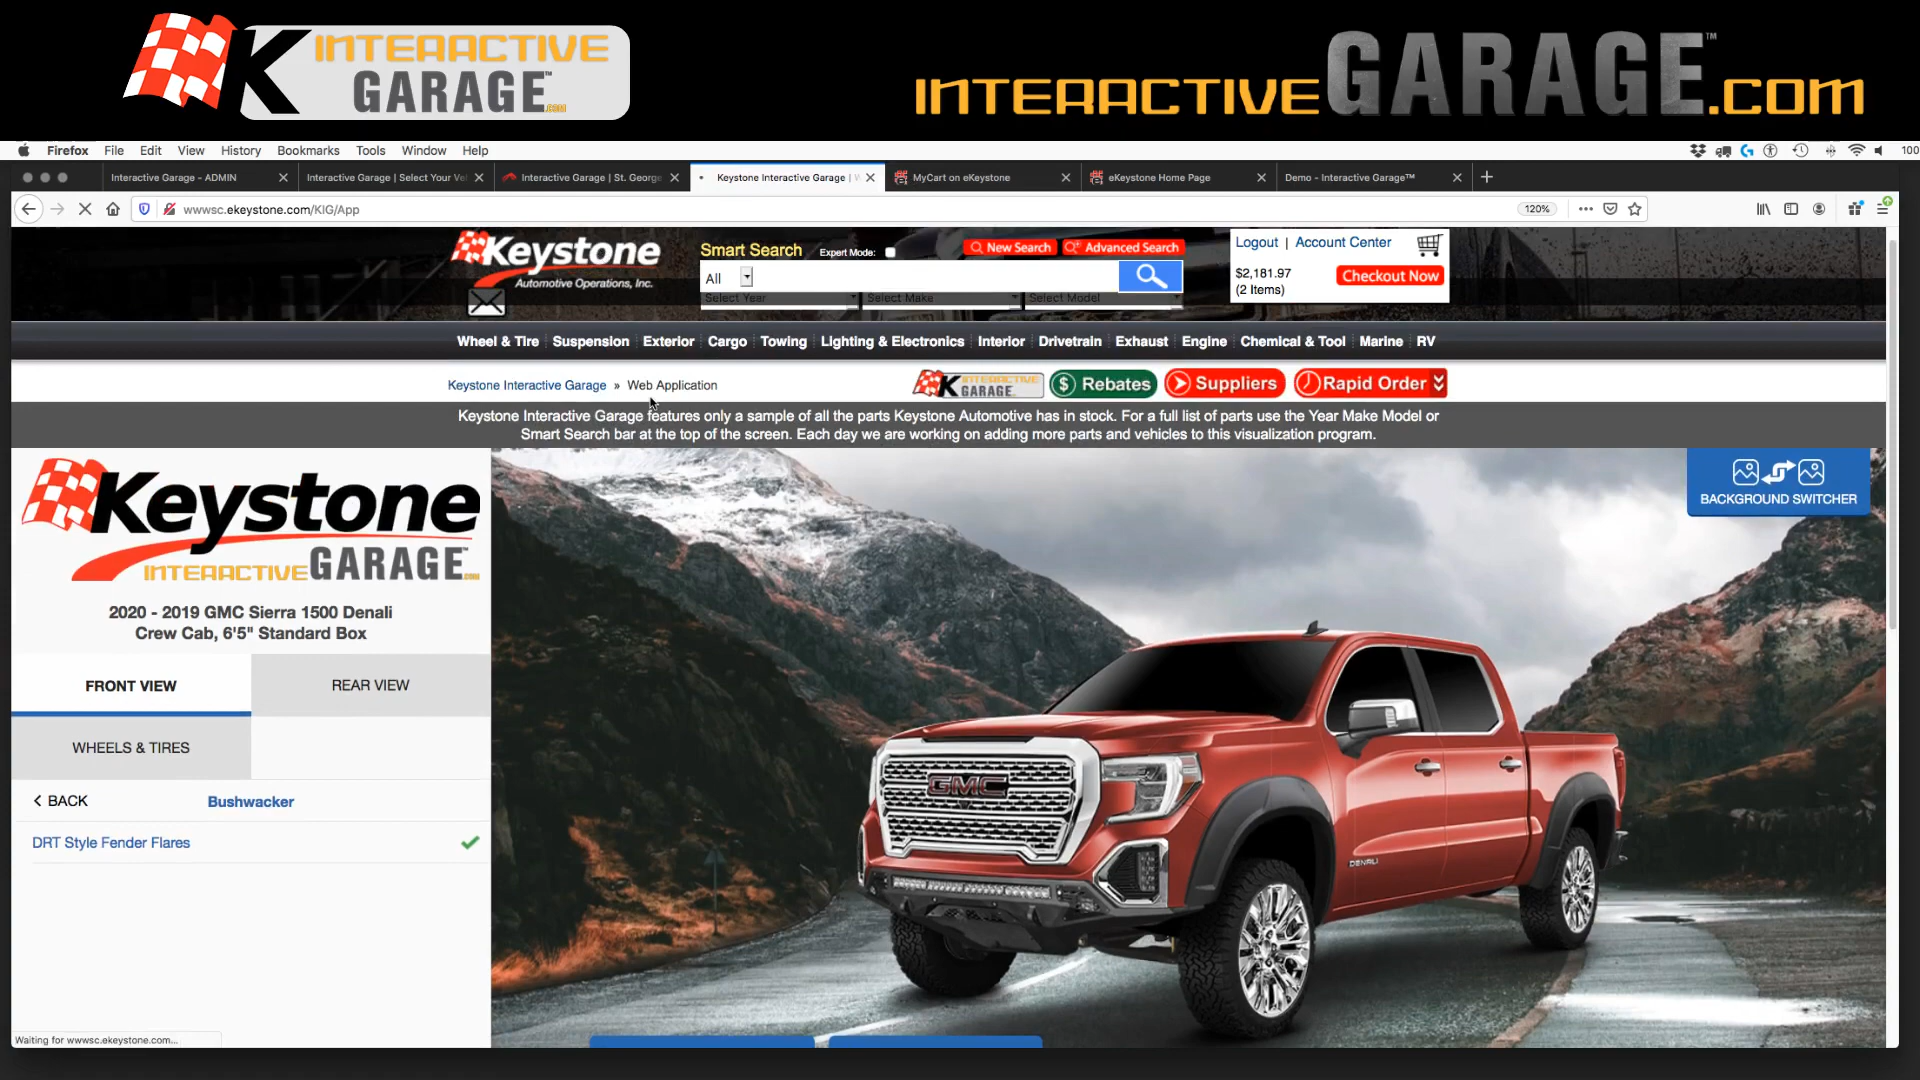 K INTERACTIVE
GARAGE™.COM
INTERACTIVEGARAGE™.COM
Firefox File Edit View History Bookmarks Tools Window Help
100
Interactive Garage - ADMIN
Interactive Garage | Select Your Ve
Interactive Garage | St. George
Keystone Interactive Garage |
MyCart on eKeystone
eKeystone Home Page
Demo - Interactive Garage™
wwwsc.ekeystone.com/KIG/App
120%
Keystone
Automotive Operations, Inc.
Smart Search
Expert Mode:
New Search
Advanced Search
All
Select Year
Select Make
Select Model
Logout | Account Center
$2,181.97
(2 Items)
Checkout Now
Wheel & Tire Suspension Exterior Cargo Towing Lighting & Electronics Interior Drivetrain Exhaust Engine Chemical & Tool Marine RV
Keystone Interactive Garage » Web Application
K INTERACTIVE
GARAGE
$ Rebates
Suppliers
Rapid Order
Keystone Interactive Garage features only a sample of all the parts Keystone Automotive has in stock. For a full list of parts use the Year Make Model or
Smart Search bar at the top of the screen. Each day we are working on adding more parts and vehicles to this visualization program.
Keystone
INTERACTIVEGARAGE™.COM
BACKGROUND SWITCHER
2020 - 2019 GMC Sierra 1500 Denali
Crew Cab, 6'5" Standard Box
FRONT VIEW
REAR VIEW
WHEELS & TIRES
BACK
Bushwacker
DRT Style Fender Flares
GMC
DENALI
Waiting for wwwsc.ekeystone.com...